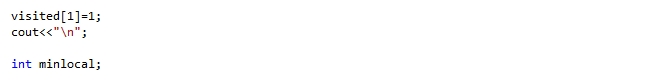 visited[1]=1;
cout<<"\n";
int minlocal;